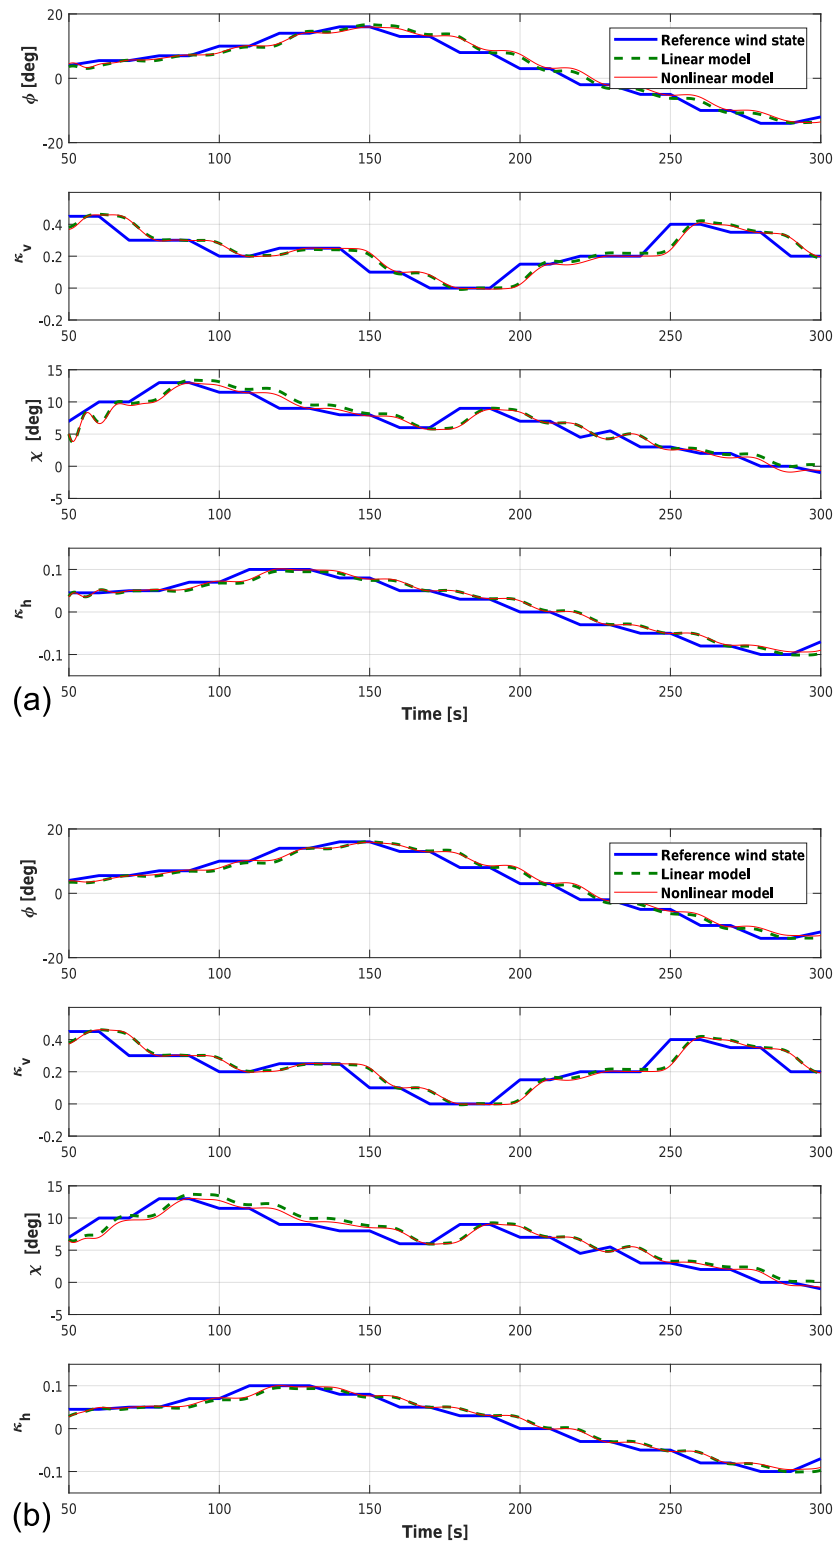 20
0
-20
ϕ [deg]
Reference wind state
Linear model
Nonlinear model
50 100 150 200 250 300
0.4
0.2
0
-0.2
κv
50 100 150 200 250 300
15
10
5
0
-5
χ [deg]
50 100 150 200 250 300
0.1
0
-0.1
κh
50 100 150 200 250 300
(a)
Time [s]
20
0
-20
ϕ [deg]
Reference wind state
Linear model
Nonlinear model
50 100 150 200 250 300
0.4
0.2
0
-0.2
κv
50 100 150 200 250 300
15
10
5
0
-5
χ [deg]
50 100 150 200 250 300
0.1
0
-0.1
κh
50 100 150 200 250 300
(b)
Time [s]